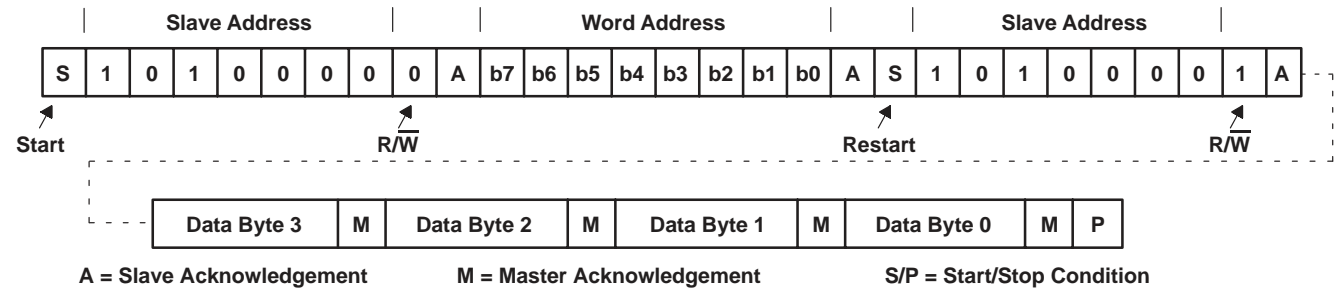 Slave Address Word Address Slave Address
S 1 0 1 0 0 0 0 0 A b7 b6 b5 b4 b3 b2 b1 b0 A S 1 0 1 0 0 0 0 1 A
Start R/W̅ Restart R/W̅
Data Byte 3 M Data Byte 2 M Data Byte 1 M Data Byte 0 M P
A = Slave Acknowledgement M = Master Acknowledgement S/P = Start/Stop Condition